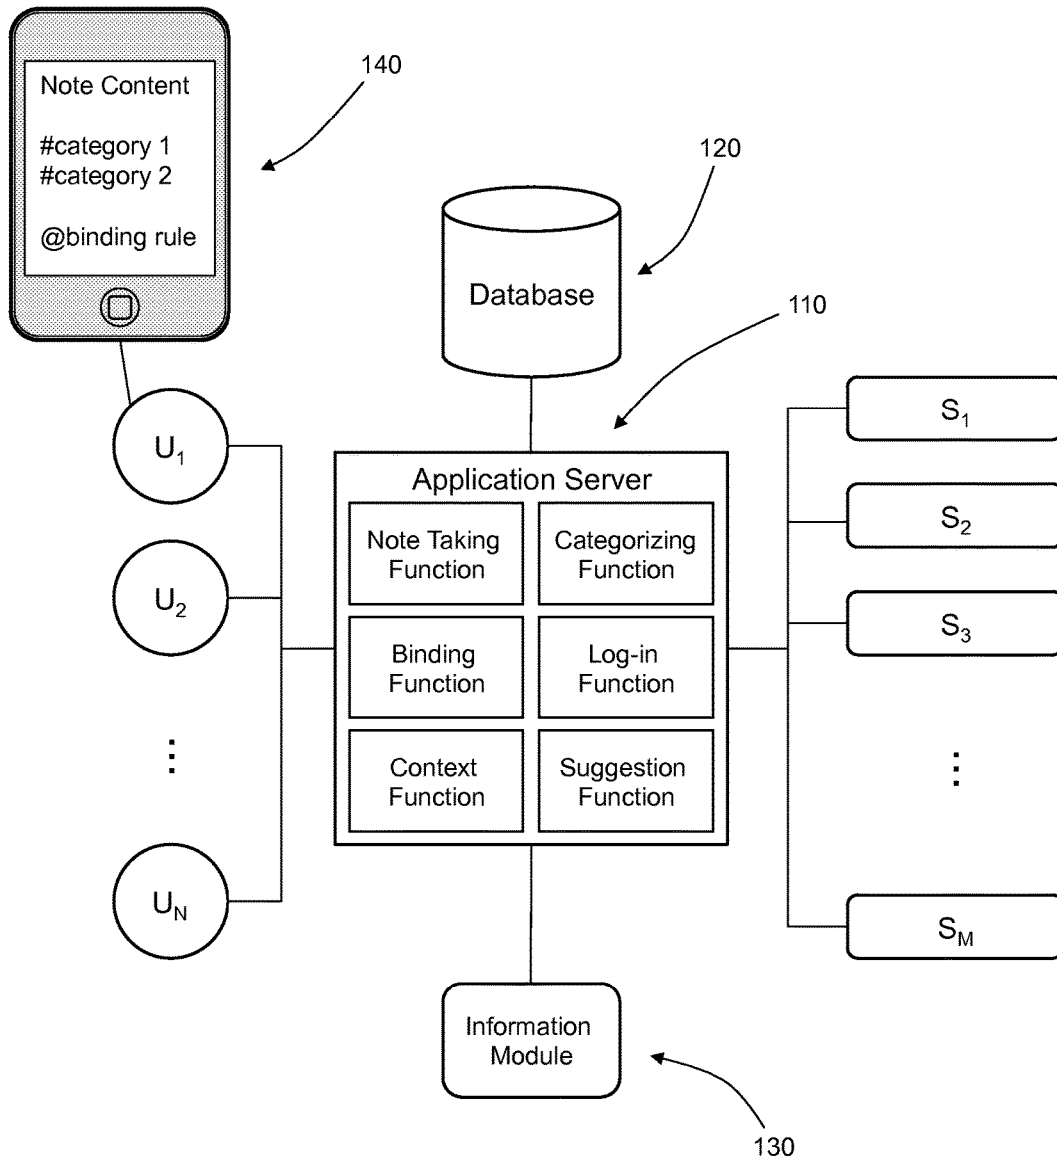 Note Content
#category 1
#category 2
@binding rule
140
120
Database
110
U1
U2
⋮
UN
Application Server
Note Taking
Function
Categorizing
Function
Binding
Function
Log-in
Function
Context
Function
Suggestion
Function
S1
S2
S3
⋮
SM
Information
Module
130